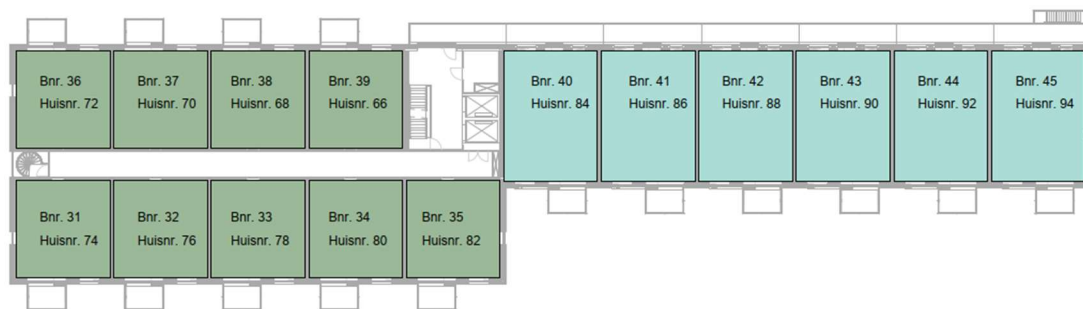 Bnr. 36
Huisnr. 72
Bnr. 37
Huisnr. 70
Bnr. 38
Huisnr. 68
Bnr. 39
Huisnr. 66
Bnr. 40
Huisnr. 84
Bnr. 41
Huisnr. 86
Bnr. 42
Huisnr. 88
Bnr. 43
Huisnr. 90
Bnr. 44
Huisnr. 92
Bnr. 45
Huisnr. 94
Bnr. 31
Huisnr. 74
Bnr. 32
Huisnr. 76
Bnr. 33
Huisnr. 78
Bnr. 34
Huisnr. 80
Bnr. 35
Huisnr. 82